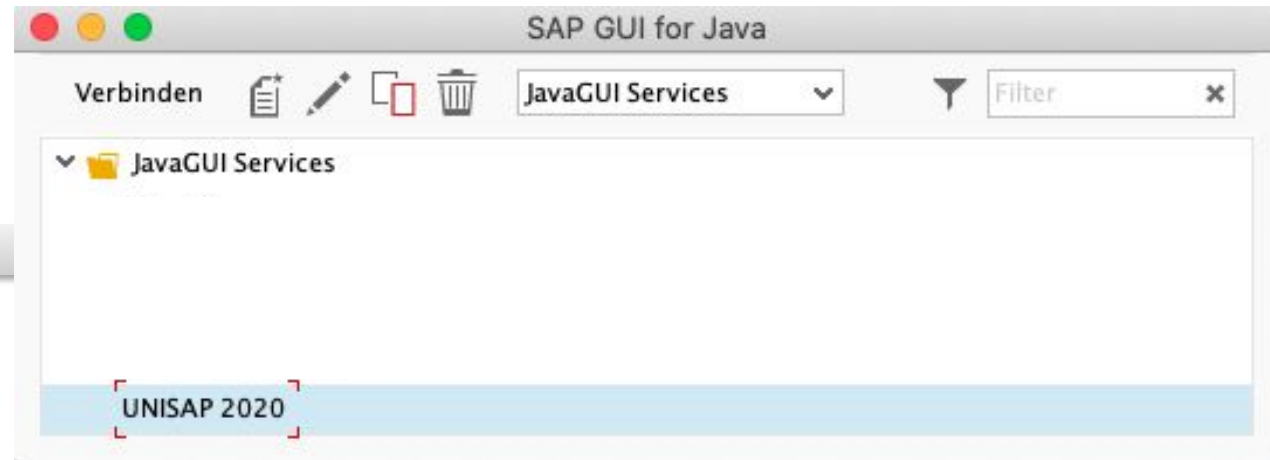 SAP GUI for Java
Verbinden JavaGUI Services Filter
JavaGUI Services
UNISAP 2020